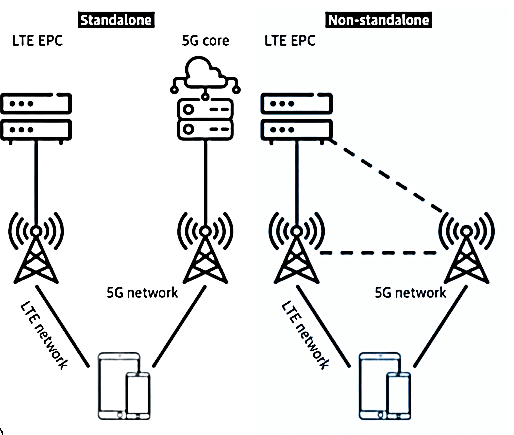 Standalone
Non-standalone
LTE EPC
5G core
LTE EPC
5G network
LTE network
5G network
LTE network